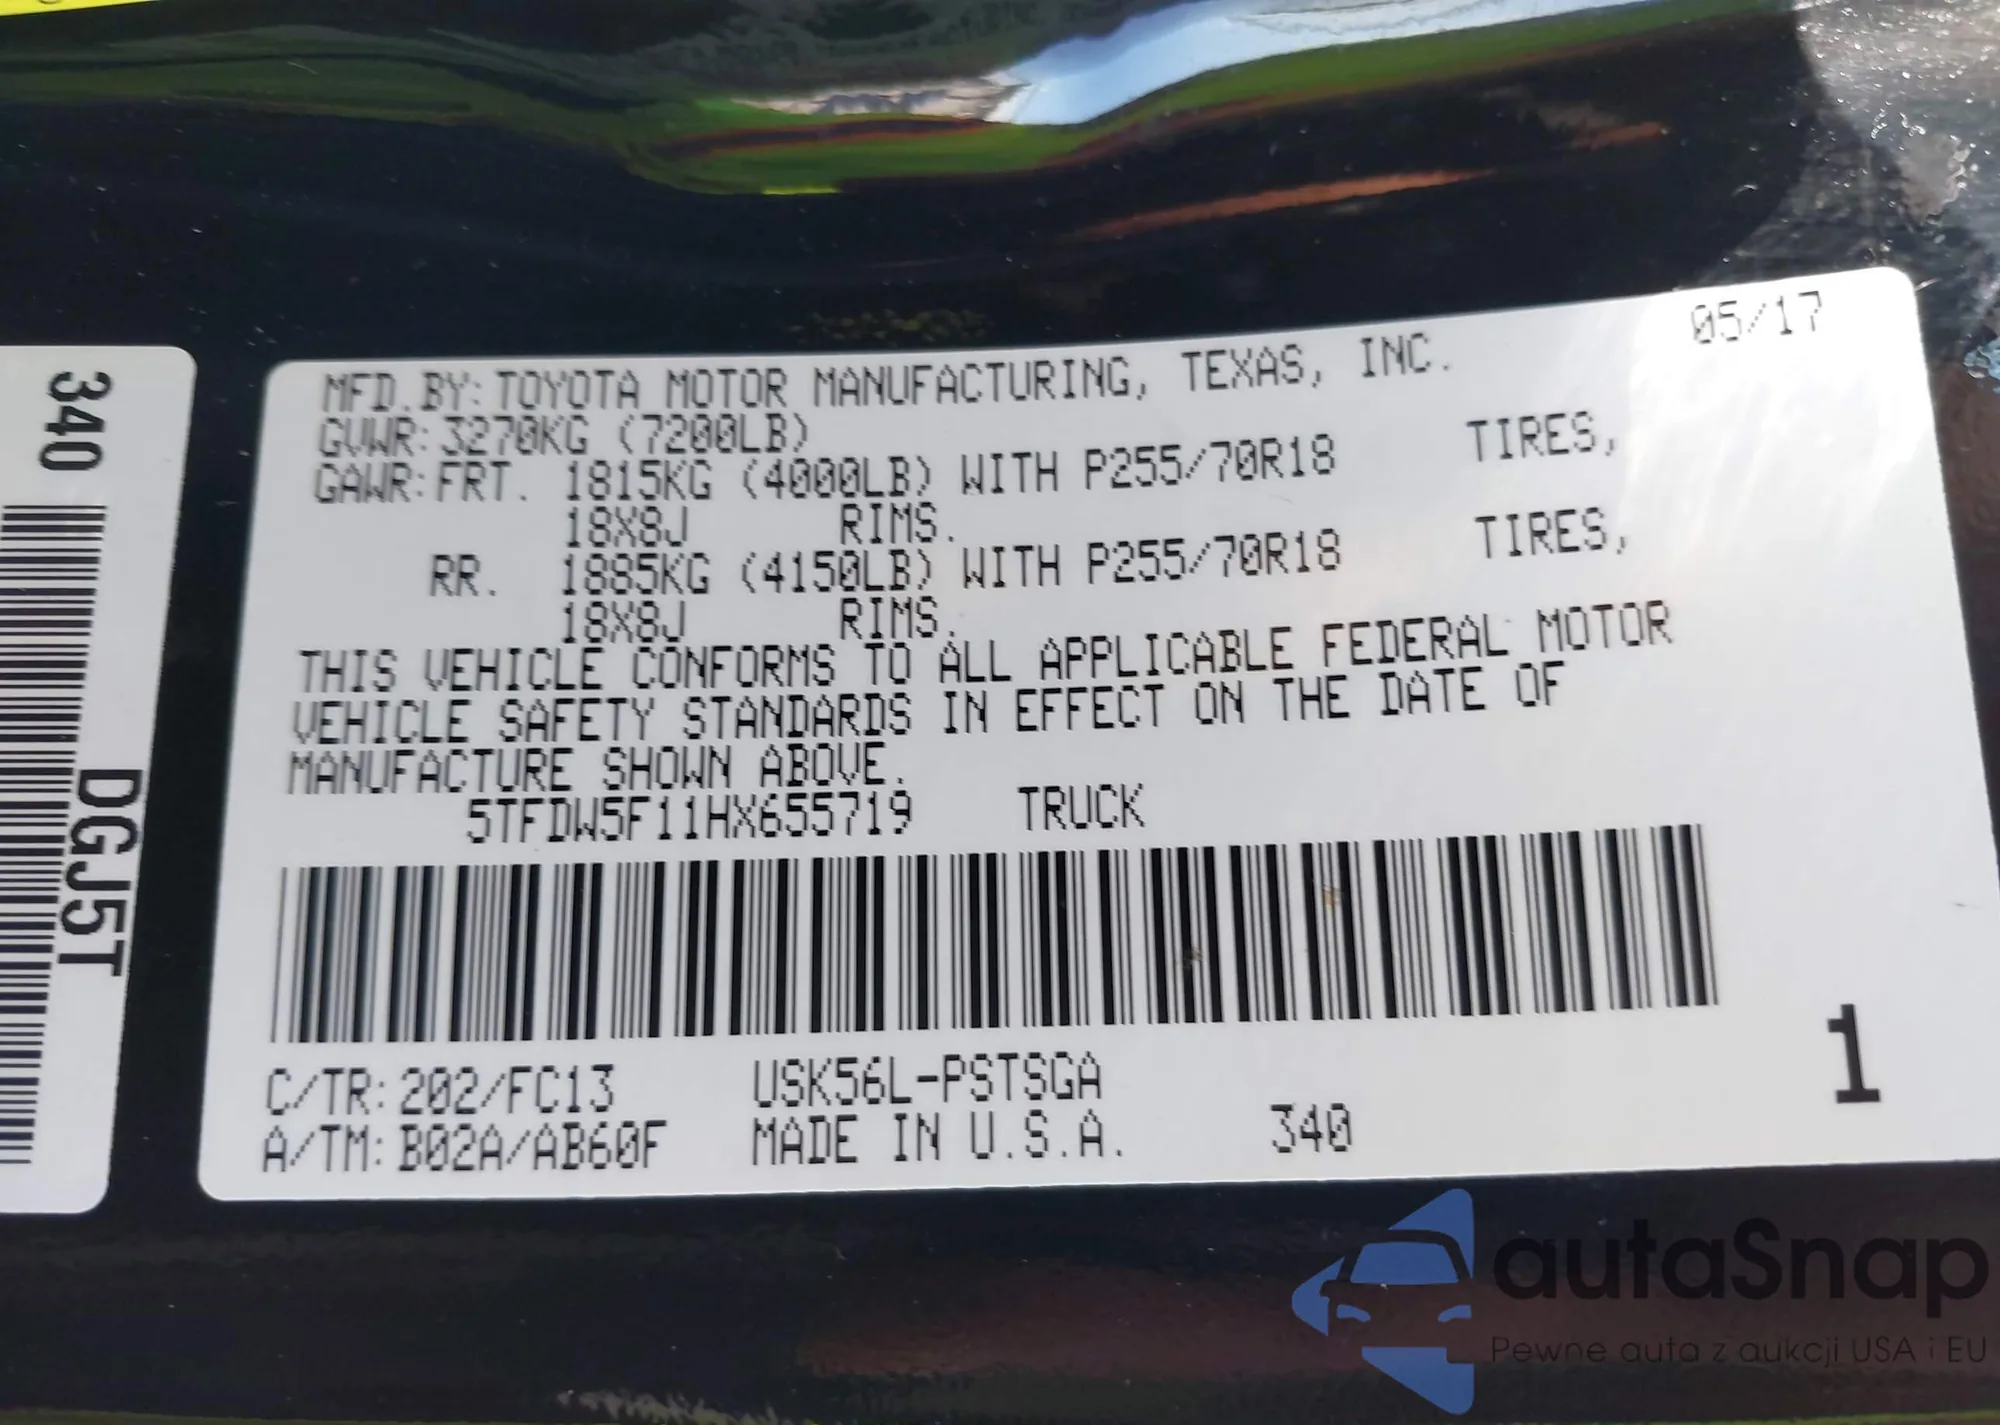 05/17
MFD.BY: TOYOTA MOTOR MANUFACTURING, TEXAS, INC.
GVWR: 3270KG (7200LB)
GAWR: FRT. 1815KG (4000LB) WITH P255/70R18 TIRES,
18X8J RIMS.
RR. 1885KG (4150LB) WITH P255/70R18 TIRES,
18X8J RIMS.
THIS VEHICLE CONFORMS TO ALL APPLICABLE FEDERAL MOTOR
VEHICLE SAFETY STANDARDS IN EFFECT ON THE DATE OF
MANUFACTURE SHOWN ABOVE.
5TFDW5F11HX655719 TRUCK
C/TR: 202/FC13 USK56L-PSTSGA
A/TM: B02A/AB60F MADE IN U.S.A. 340
1
340
DGJ5T
autaSnap
Pewne auta z aukcji USA i EU